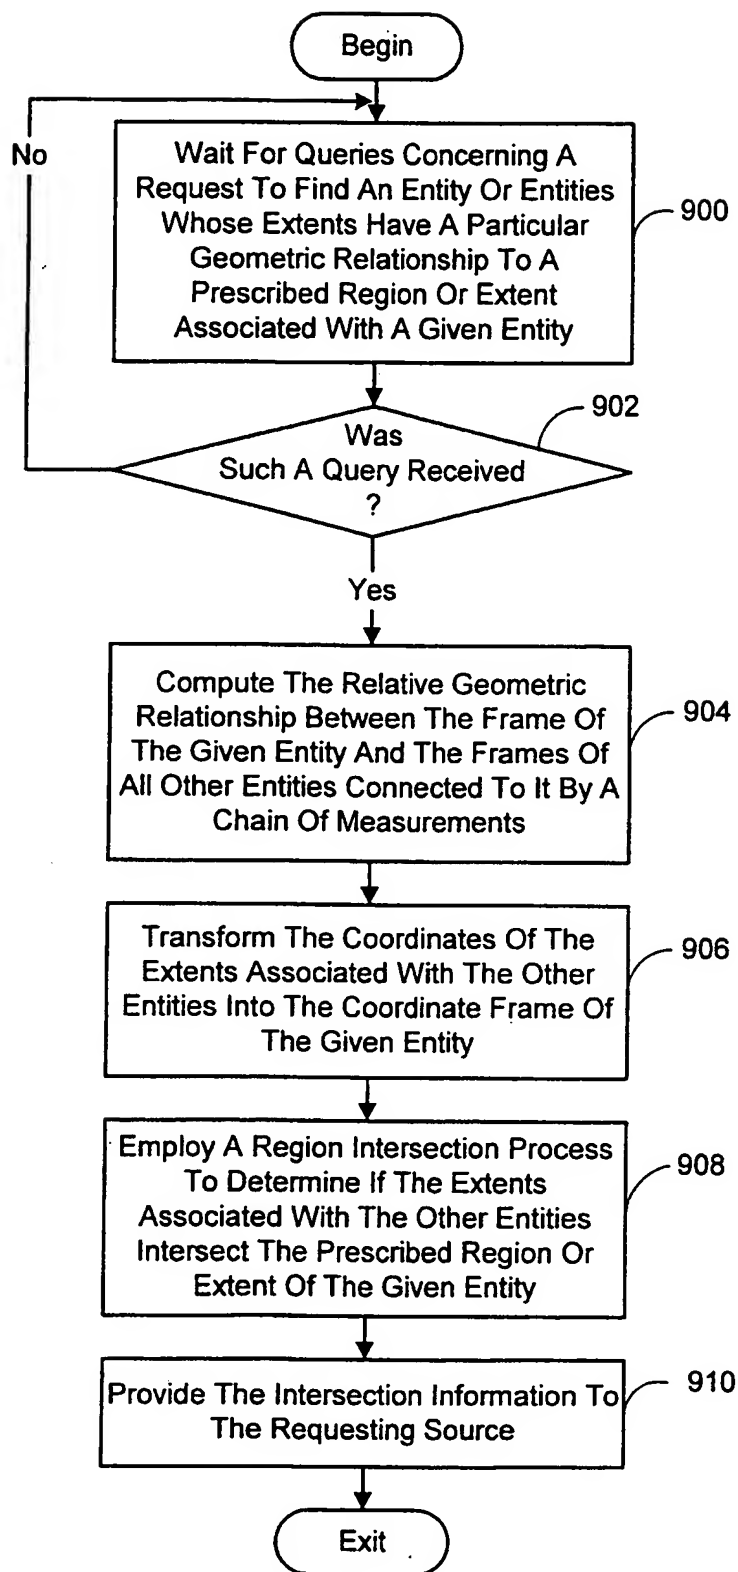 Begin
No
Wait For Queries Concerning A
Request To Find An Entity Or Entities
Whose Extents Have A Particular
Geometric Relationship To A
Prescribed Region Or Extent
Associated With A Given Entity
900
902
Was
Such A Query Received
?
Yes
Compute The Relative Geometric
Relationship Between The Frame Of
The Given Entity And The Frames Of
All Other Entities Connected To It By A
Chain Of Measurements
904
Transform The Coordinates Of The
Extents Associated With The Other
Entities Into The Coordinate Frame Of
The Given Entity
906
Employ A Region Intersection Process
To Determine If The Extents
Associated With The Other Entities
Intersect The Prescribed Region Or
Extent Of The Given Entity
908
Provide The Intersection Information To
The Requesting Source
910
Exit